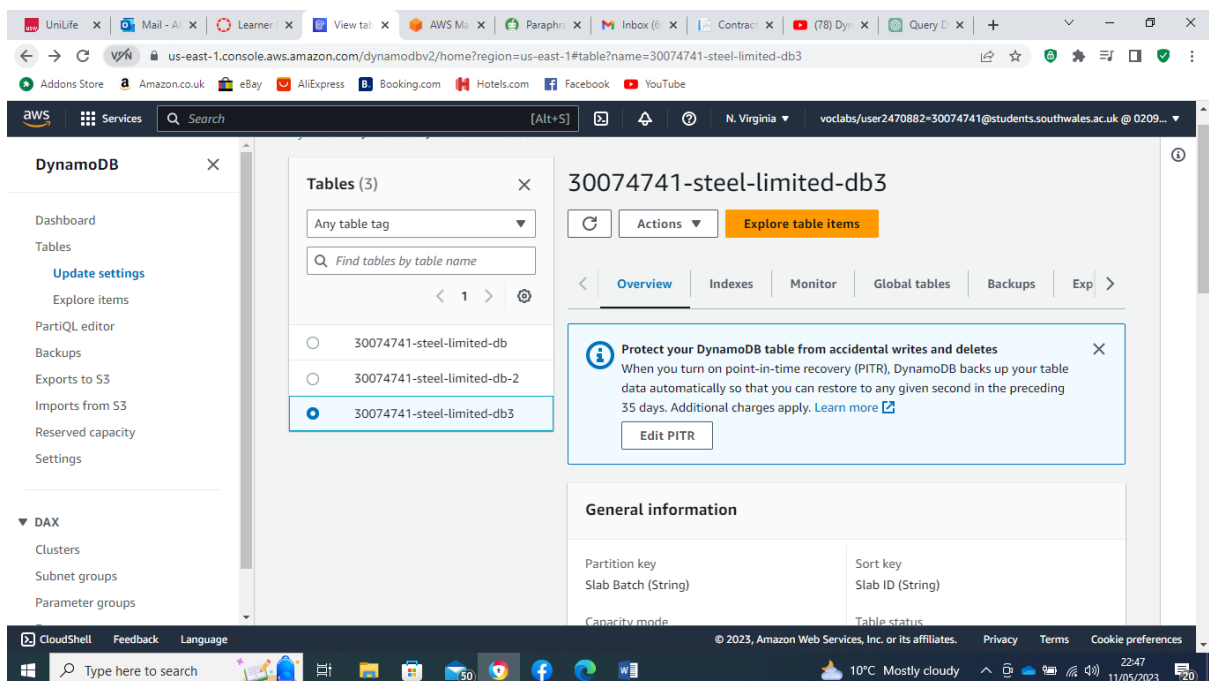 UniLife
Mail - Al
Learner
View tab
AWS Ma
Paraphra
Inbox (6
Contract
(78) Dyn
Query D
VPN
us-east-1.console.aws.amazon.com/dynamodbv2/home?region=us-east-1#table?name=30074741-steel-limited-db3
Addons Store
Amazon.co.uk
eBay
AliExpress
B. Booking.com
Hotels.com
Facebook
YouTube
aws
Services
Search
[Alt+S]
N. Virginia
voclabs/user2470882=30074741@students.southwales.ac.uk @ 0209...
DynamoDB
Dashboard
Tables
Update settings
Explore items
PartiQL editor
Backups
Exports to S3
Imports from S3
Reserved capacity
Settings
DAX
Clusters
Subnet groups
Parameter groups
Tables (3)
Any table tag
Find tables by table name
1
30074741-steel-limited-db
30074741-steel-limited-db-2
30074741-steel-limited-db3
30074741-steel-limited-db3
Actions
Explore table items
Overview
Indexes
Monitor
Global tables
Backups
Exp
Protect your DynamoDB table from accidental writes and deletes
When you turn on point-in-time recovery (PITR), DynamoDB backs up your table
data automatically so that you can restore to any given second in the preceding
35 days. Additional charges apply. Learn more
Edit PITR
General information
Partition key
Slab Batch (String)
Sort key
Slab ID (String)
Capacity mode
Table status
CloudShell
Feedback
Language
© 2023, Amazon Web Services, Inc. or its affiliates.
Privacy
Terms
Cookie preferences
Type here to search
50
10°C Mostly cloudy
22:47
11/05/2023
20